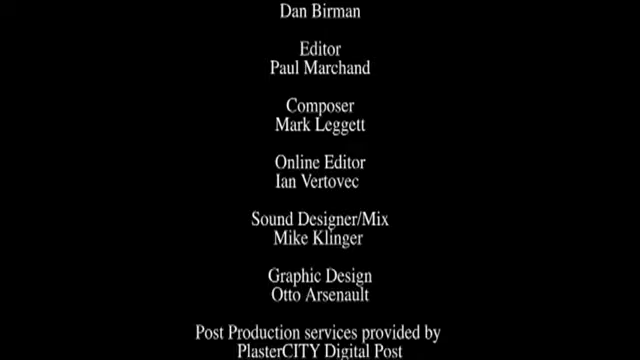 Dan Birman
Editor
Paul Marchand
Composer
Mark Leggett
Online Editor
Ian Vertovec
Sound Designer/Mix
Mike Klinger
Graphic Design
Otto Arsenault
Post Production services provided by
PlasterCITY Digital Post